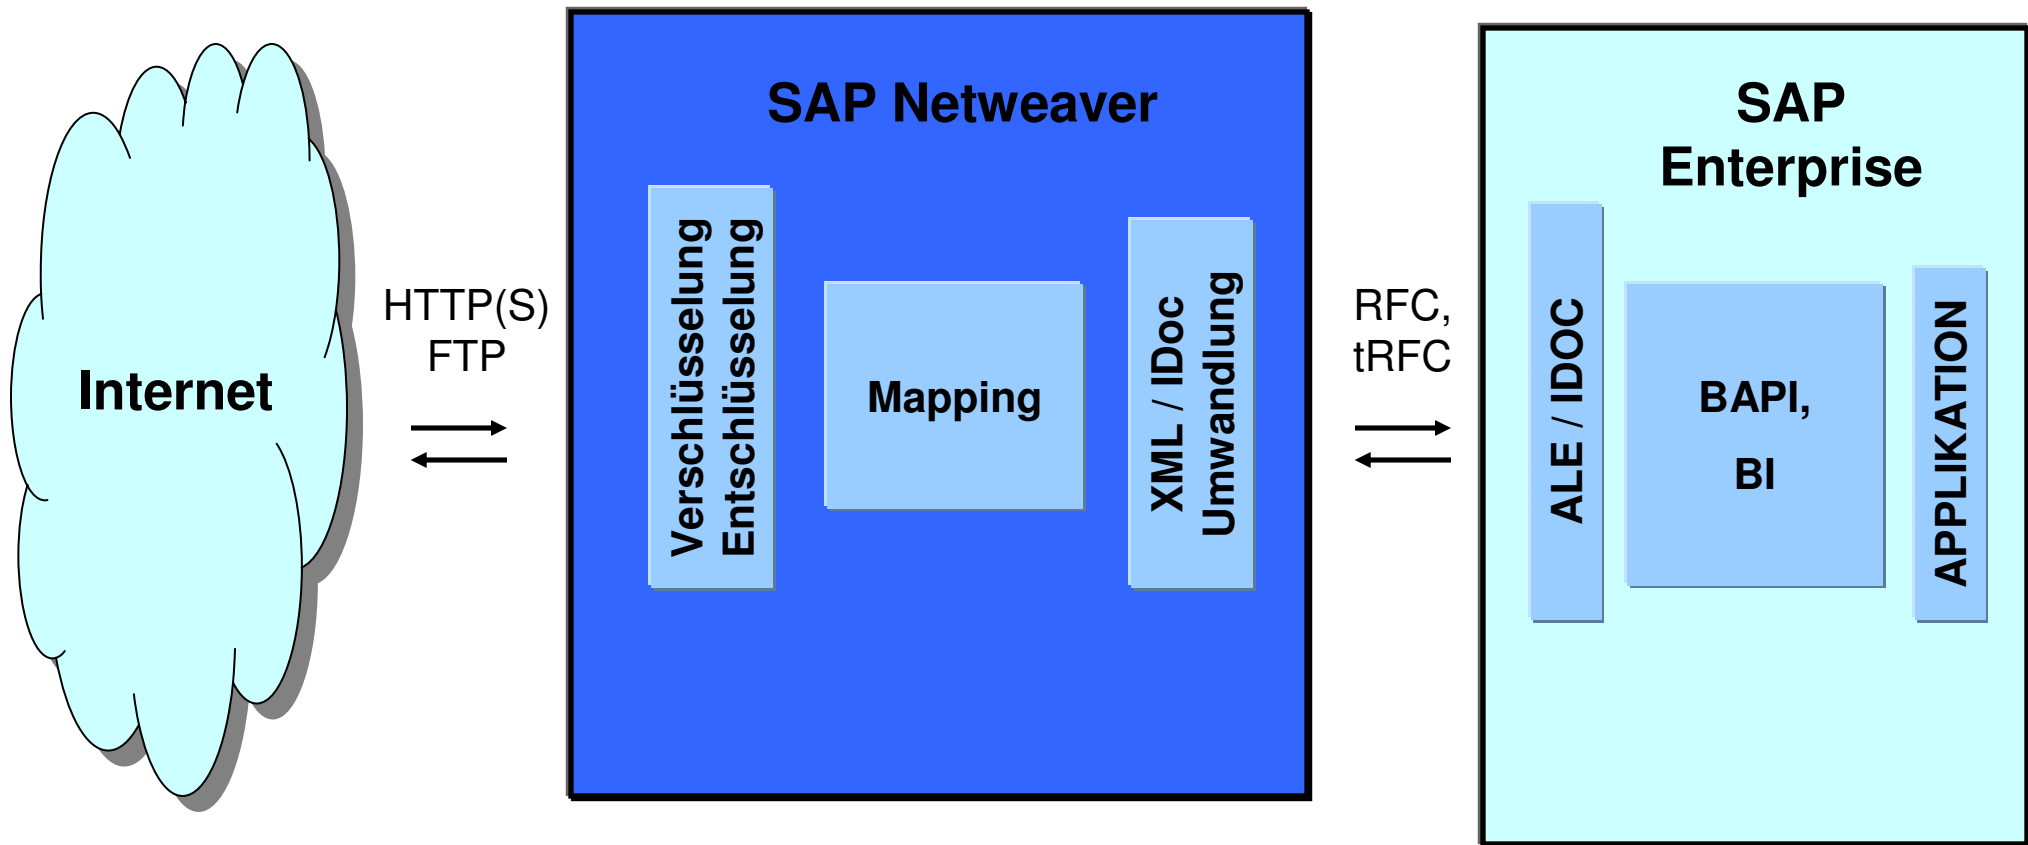 Internet
HTTP(S)
FTP
SAP Netweaver
Verschlüsselung
Entschlüsselung
Mapping
XML / IDoc
Umwandlung
RFC,
tRFC
SAP
Enterprise
ALE / IDOC
BAPI,
BI
APPLIKATION